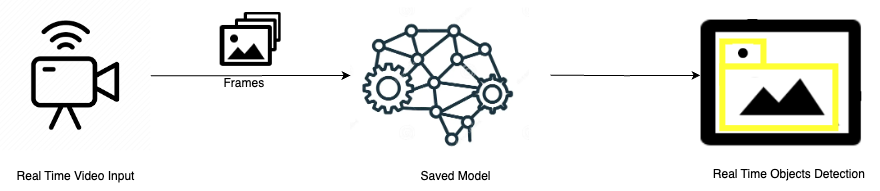 Frames
Real Time Video Input
Saved Model
Real Time Objects Detection